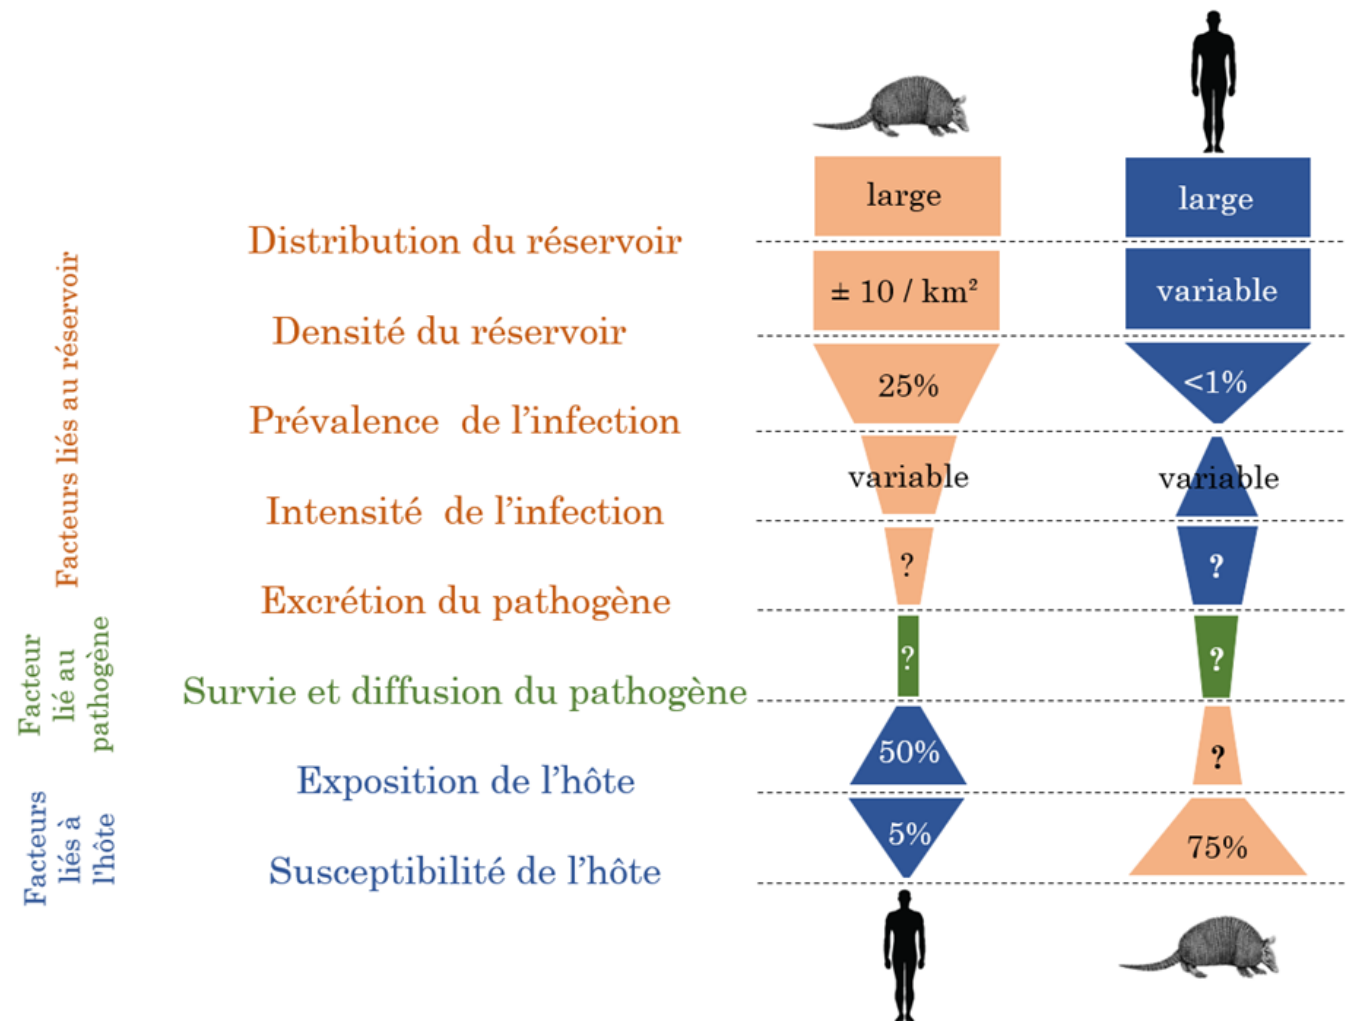 large
large
Distribution du réservoir
± 10 / km²
variable
Densité du réservoir
25%
<1%
Prévalence de l'infection
variable
variable
Intensité de l'infection
?
?
Excrétion du pathogène
?
?
Survie et diffusion du pathogène
50%
?
Exposition de l'hôte
5%
75%
Susceptibilité de l'hôte
Facteurs liés au réservoir
Facteur
lié au
pathogène
Facteurs
liés à
l'hôte